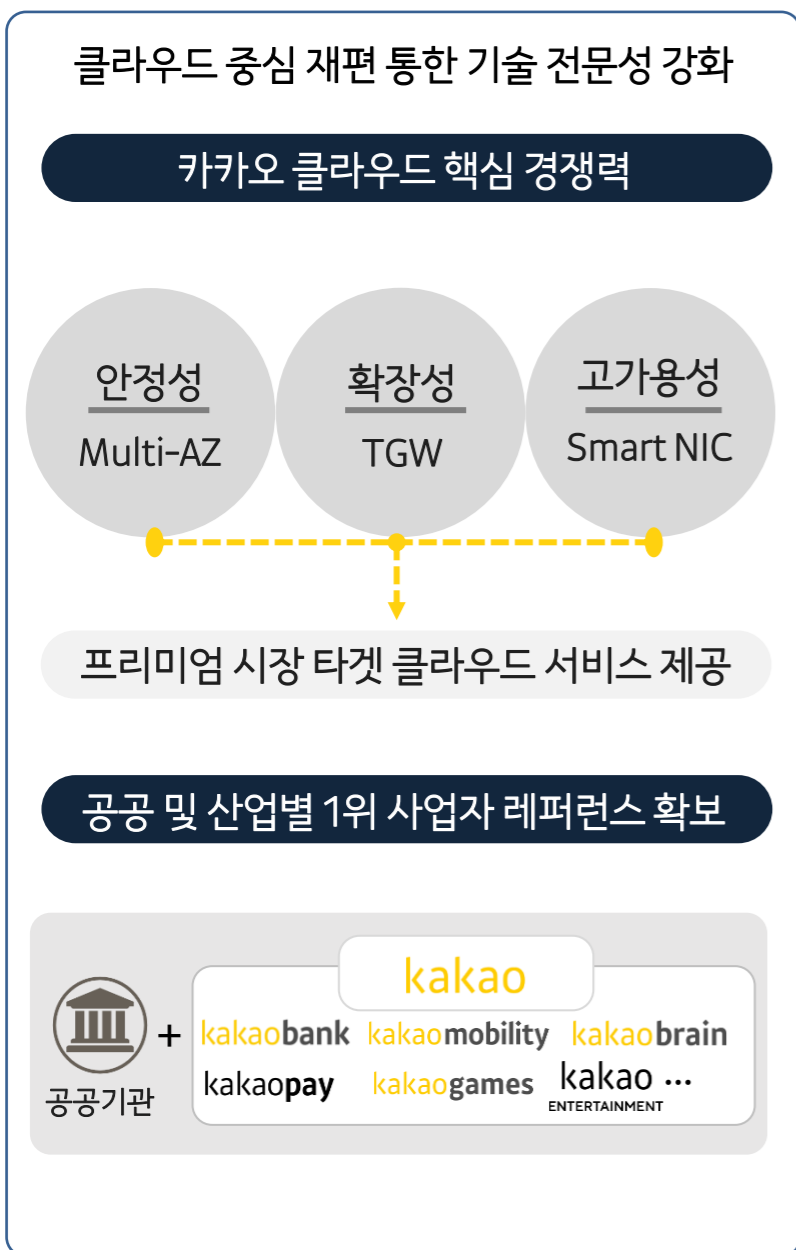 클라우드 중심 재편 통한 기술 전문성 강화
카카오 클라우드 핵심 경쟁력
안정성
Multi-AZ
확장성
TGW
고가용성
Smart NIC
프리미엄 시장 타겟 클라우드 서비스 제공
공공 및 산업별 1위 사업자 레퍼런스 확보
공공기관
+
kakao
kakaobank kakaomobility kakaobrain
kakaopay kakaogames kakao ...
ENTERTAINMENT